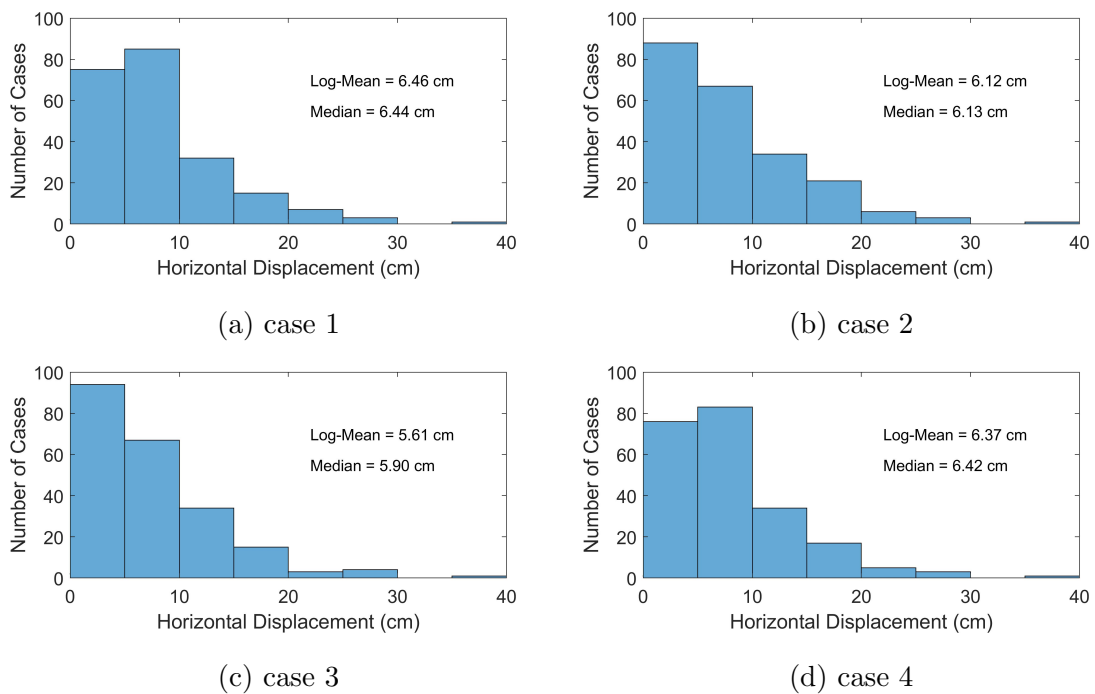 100
80
60
40
20
0
Number of Cases
Log-Mean = 6.46 cm
Median = 6.44 cm
0 10 20 30 40
Horizontal Displacement (cm)
(a) case 1
100
80
60
40
20
0
Number of Cases
Log-Mean = 6.12 cm
Median = 6.13 cm
0 10 20 30 40
Horizontal Displacement (cm)
(b) case 2
100
80
60
40
20
0
Number of Cases
Log-Mean = 5.61 cm
Median = 5.90 cm
0 10 20 30 40
Horizontal Displacement (cm)
(c) case 3
100
80
60
40
20
0
Number of Cases
Log-Mean = 6.37 cm
Median = 6.42 cm
0 10 20 30 40
Horizontal Displacement (cm)
(d) case 4